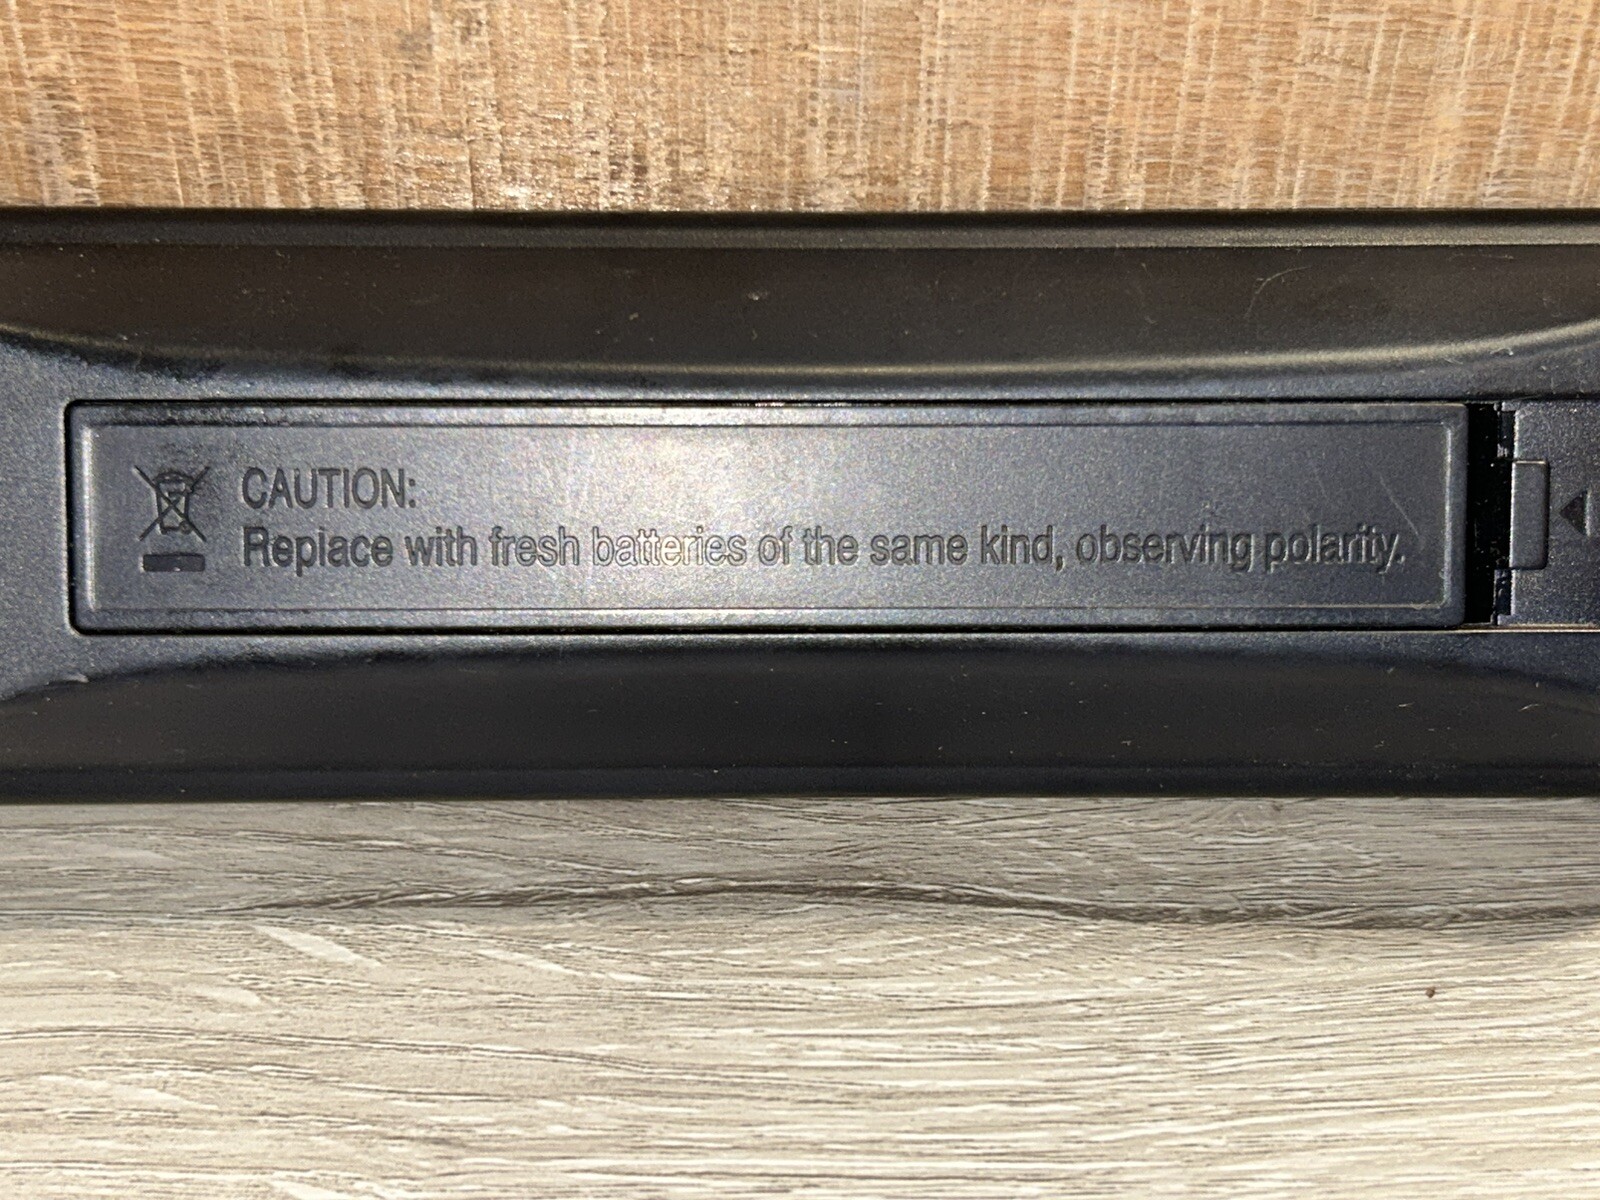 CAUTION:
Replace with fresh batteries of the same kind, observing polarity.